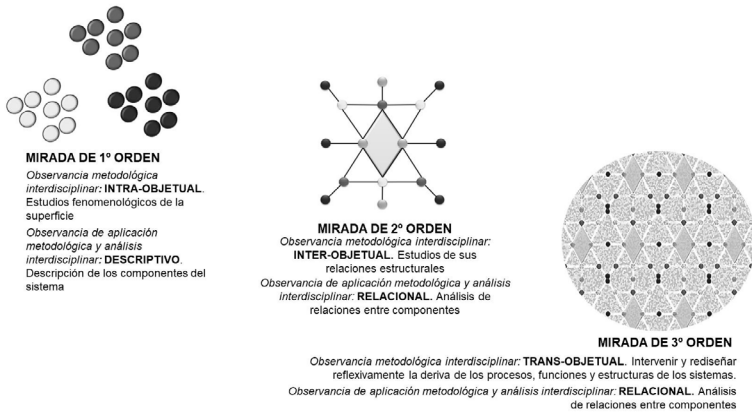 MIRADA DE 1º ORDEN
Observancia metodológica
interdisciplinar: INTRA-OBJETUAL.
Estudios fenomenológicos de la
superficie
Observancia de aplicación
metodológica y análisis
interdisciplinar: DESCRIPTIVO.
Descripción de los componentes del
sistema
MIRADA DE 2º ORDEN
Observancia metodológica interdisciplinar:
INTER-OBJETUAL. Estudios de sus
relaciones estructurales
Observancia de aplicación metodológica y análisis
interdisciplinar: RELACIONAL. Análisis de
relaciones entre componentes
MIRADA DE 3º ORDEN
Observancia metodológica interdisciplinar: TRANS-OBJETUAL. Intervenir y rediseñar
reflexivamente la deriva de los procesos, funciones y estructuras de los sistemas.
Observancia de aplicación metodológica y análisis interdisciplinar: RELACIONAL. Análisis
de relaciones entre componentes